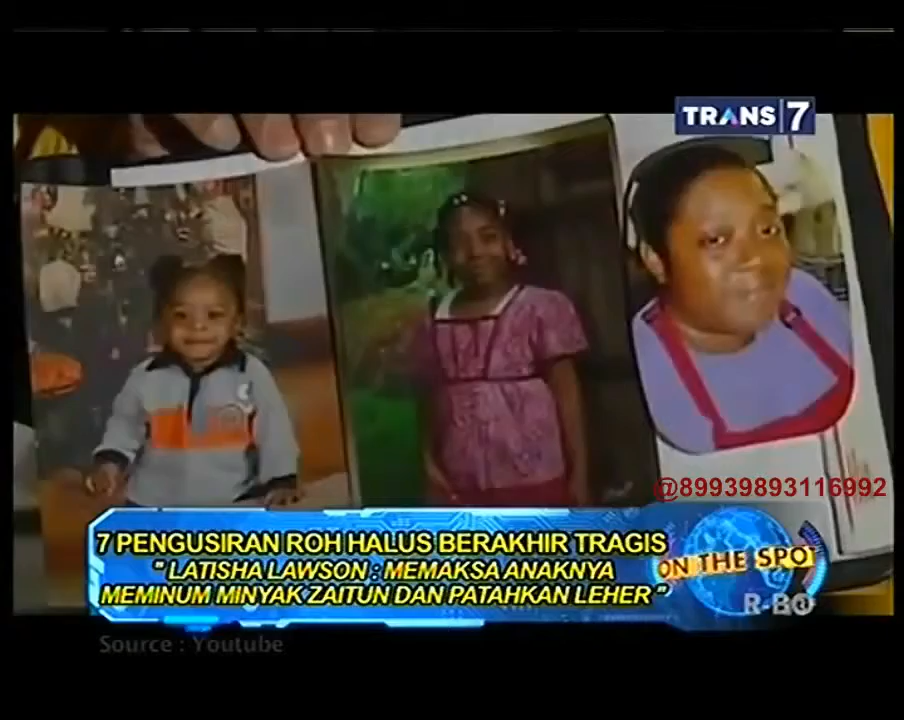 TRANS|7
@89939893116992
7 PENGUSIRAN ROH HALUS BERAKHIR TRAGIS
" LATISHA LAWSON : MEMAKSA ANAKNYA
MEMINUM MINYAK ZAITUN DAN PATAHKAN LEHER "
ON THE SPOT
R-BO
Source : Youtube